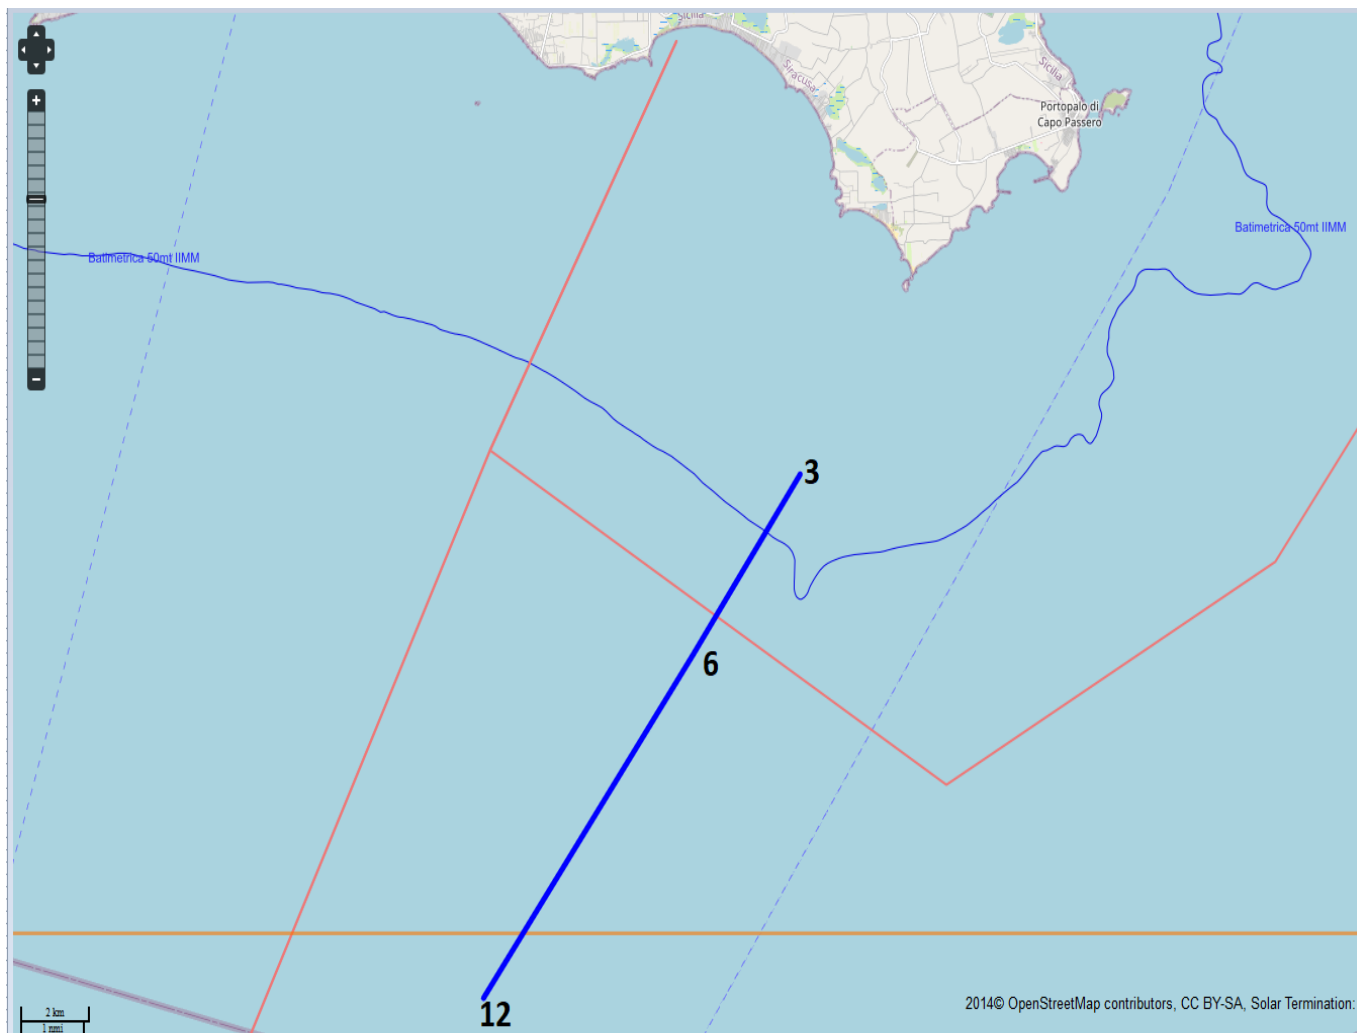 Sicilia
Siracusa
Sicilia
Portopalo di
Capo Passero
Batimetrica 50mt IIMM
Batimetrica 50mt IIMM
3
6
12
2 km
1 nmi
2014© OpenStreetMap contributors, CC BY-SA, Solar Termination:
+
−